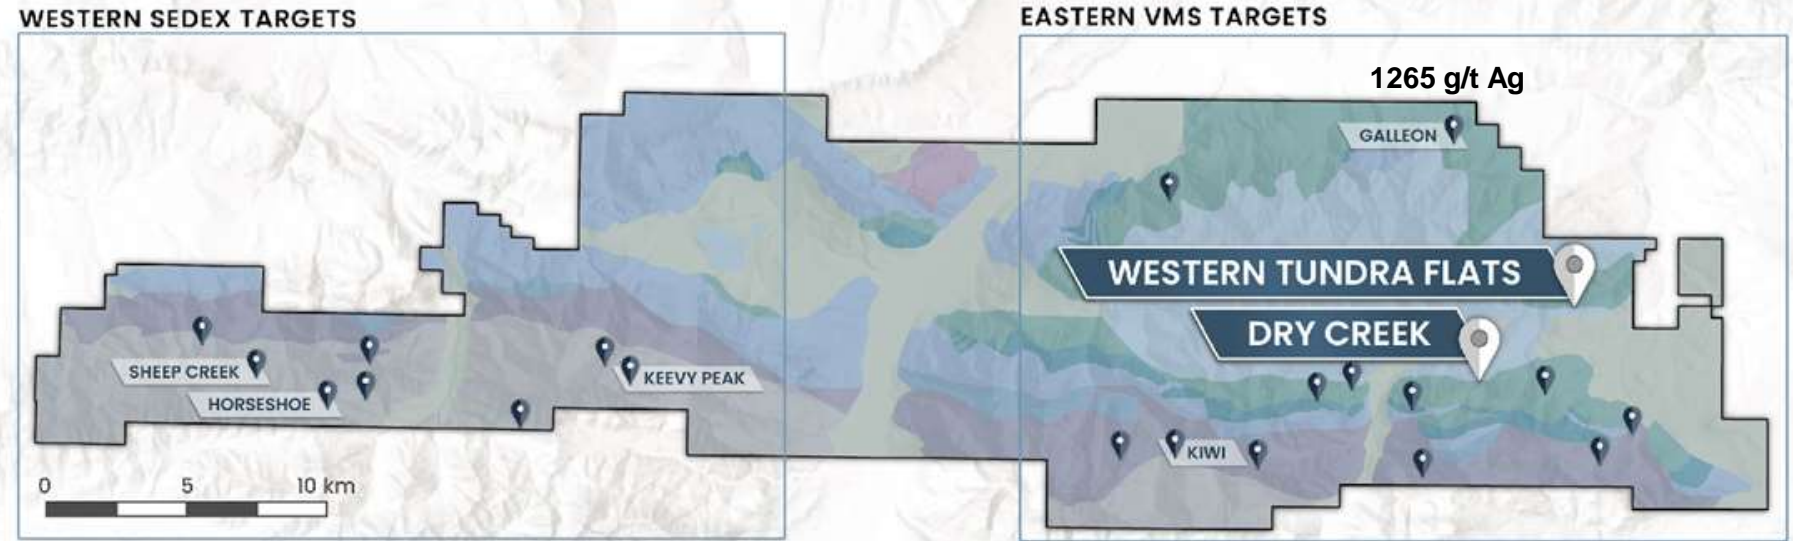 WESTERN SEDEX TARGETS
EASTERN VMS TARGETS
1265 g/t Ag
GALLEON
WESTERN TUNDRA FLATS
DRY CREEK
SHEEP CREEK
KEEVY PEAK
HORSESHOE
KIWI
0 5 10 km